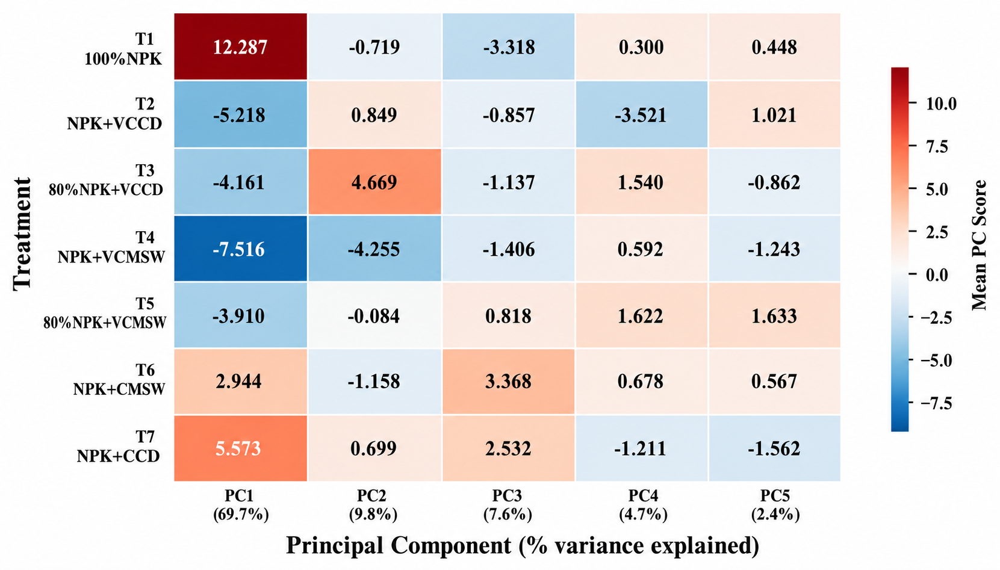 T1
100%NPK
12.287
-0.719
-3.318
0.300
0.448
T2
NPK+VCCD
-5.218
0.849
-0.857
-3.521
1.021
T3
80%NPK+VCCD
-4.161
4.669
-1.137
1.540
-0.862
T4
NPK+VCMSW
-7.516
-4.255
-1.406
0.592
-1.243
T5
80%NPK+VCMSW
-3.910
-0.084
0.818
1.622
1.633
T6
NPK+CMSW
2.944
-1.158
3.368
0.678
0.567
T7
NPK+CCD
5.573
0.699
2.532
-1.211
-1.562
Treatment
PC1
(69.7%)
PC2
(9.8%)
PC3
(7.6%)
PC4
(4.7%)
PC5
(2.4%)
Principal Component (% variance explained)
10.0
7.5
5.0
2.5
0.0
−2.5
−5.0
−7.5
Mean PC Score